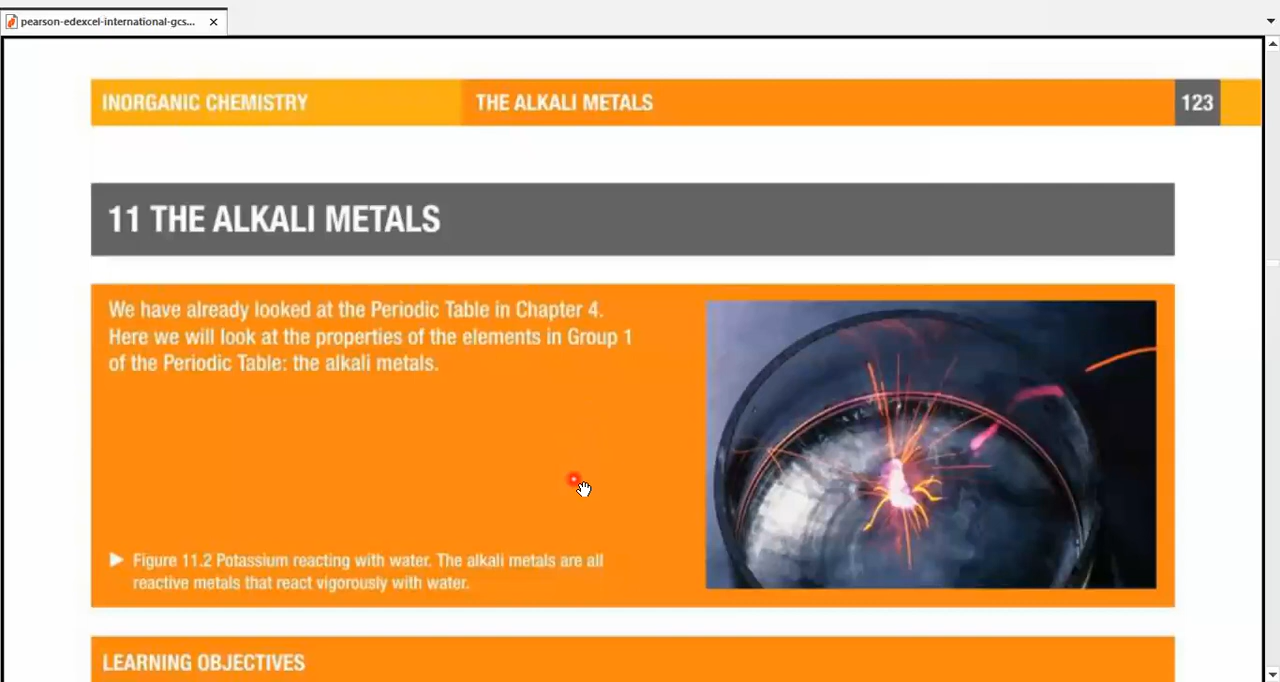 pearson-edexcel-international-gcs...
INORGANIC CHEMISTRY
THE ALKALI METALS
123
11 THE ALKALI METALS
We have already looked at the Periodic Table in Chapter 4.
Here we will look at the properties of the elements in Group 1
of the Periodic Table: the alkali metals.
Figure 11.2 Potassium reacting with water. The alkali metals are all
reactive metals that react vigorously with water.
LEARNING OBJECTIVES